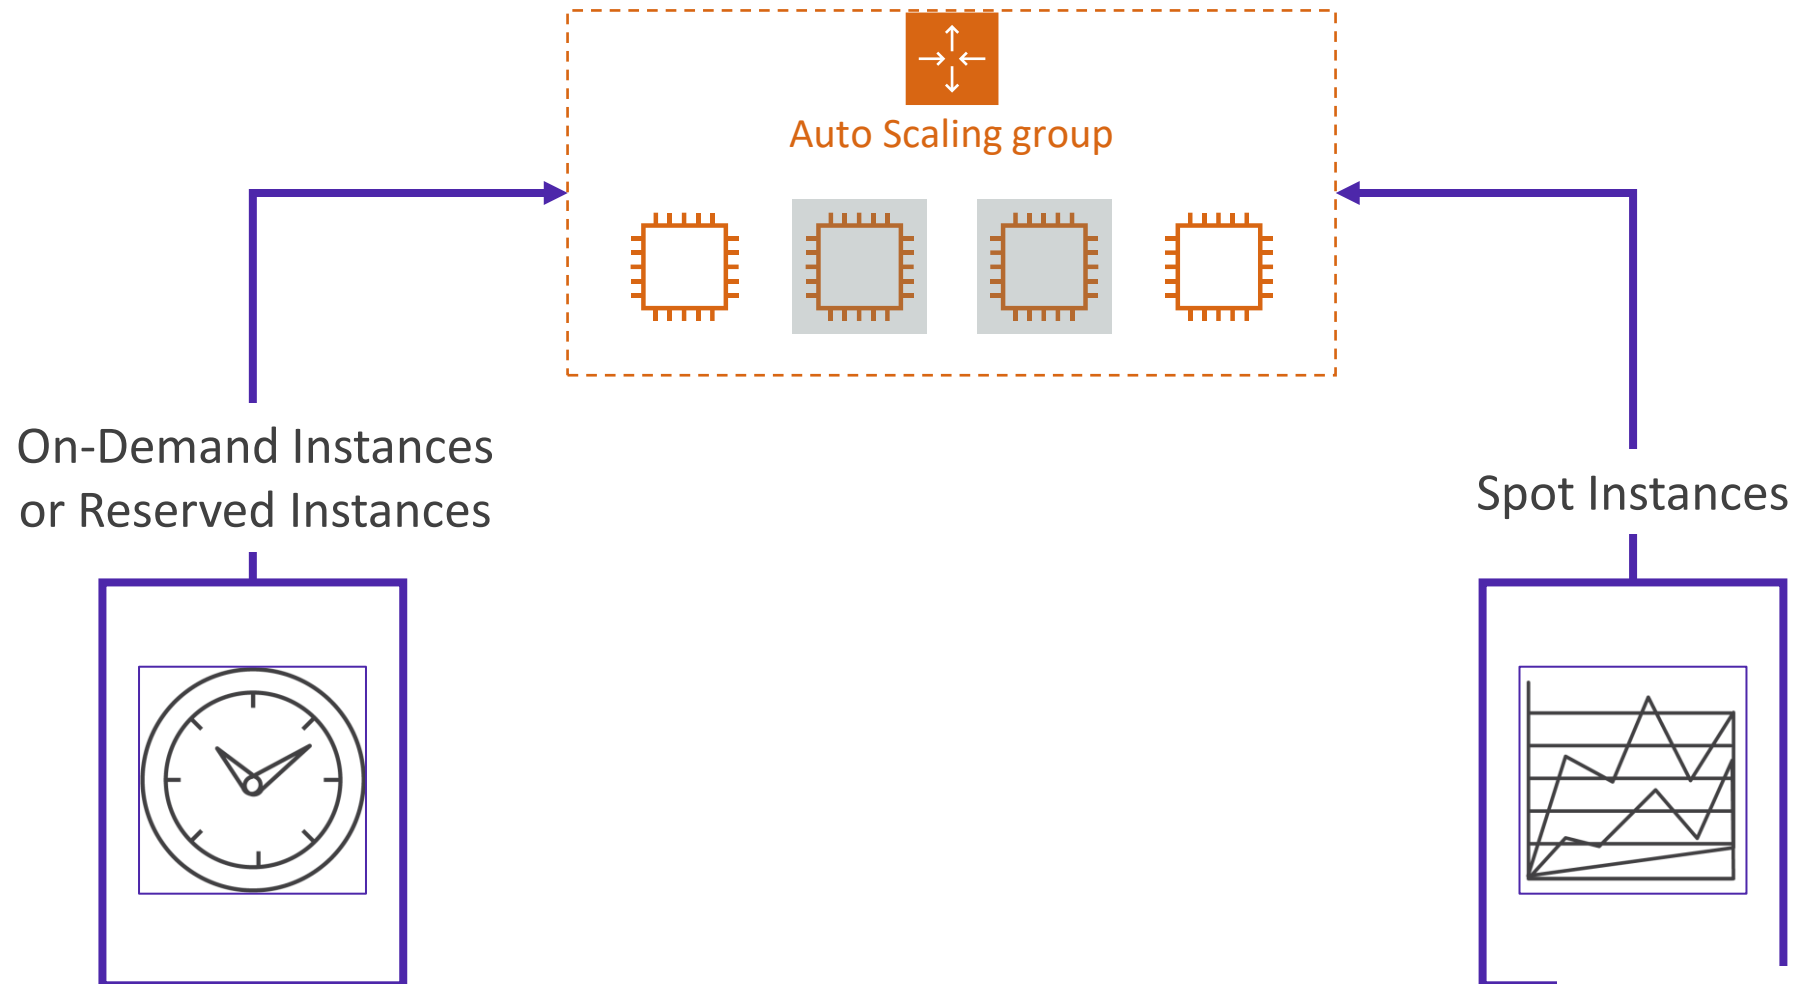 Auto Scaling group
On-Demand Instances
or Reserved Instances
Spot Instances